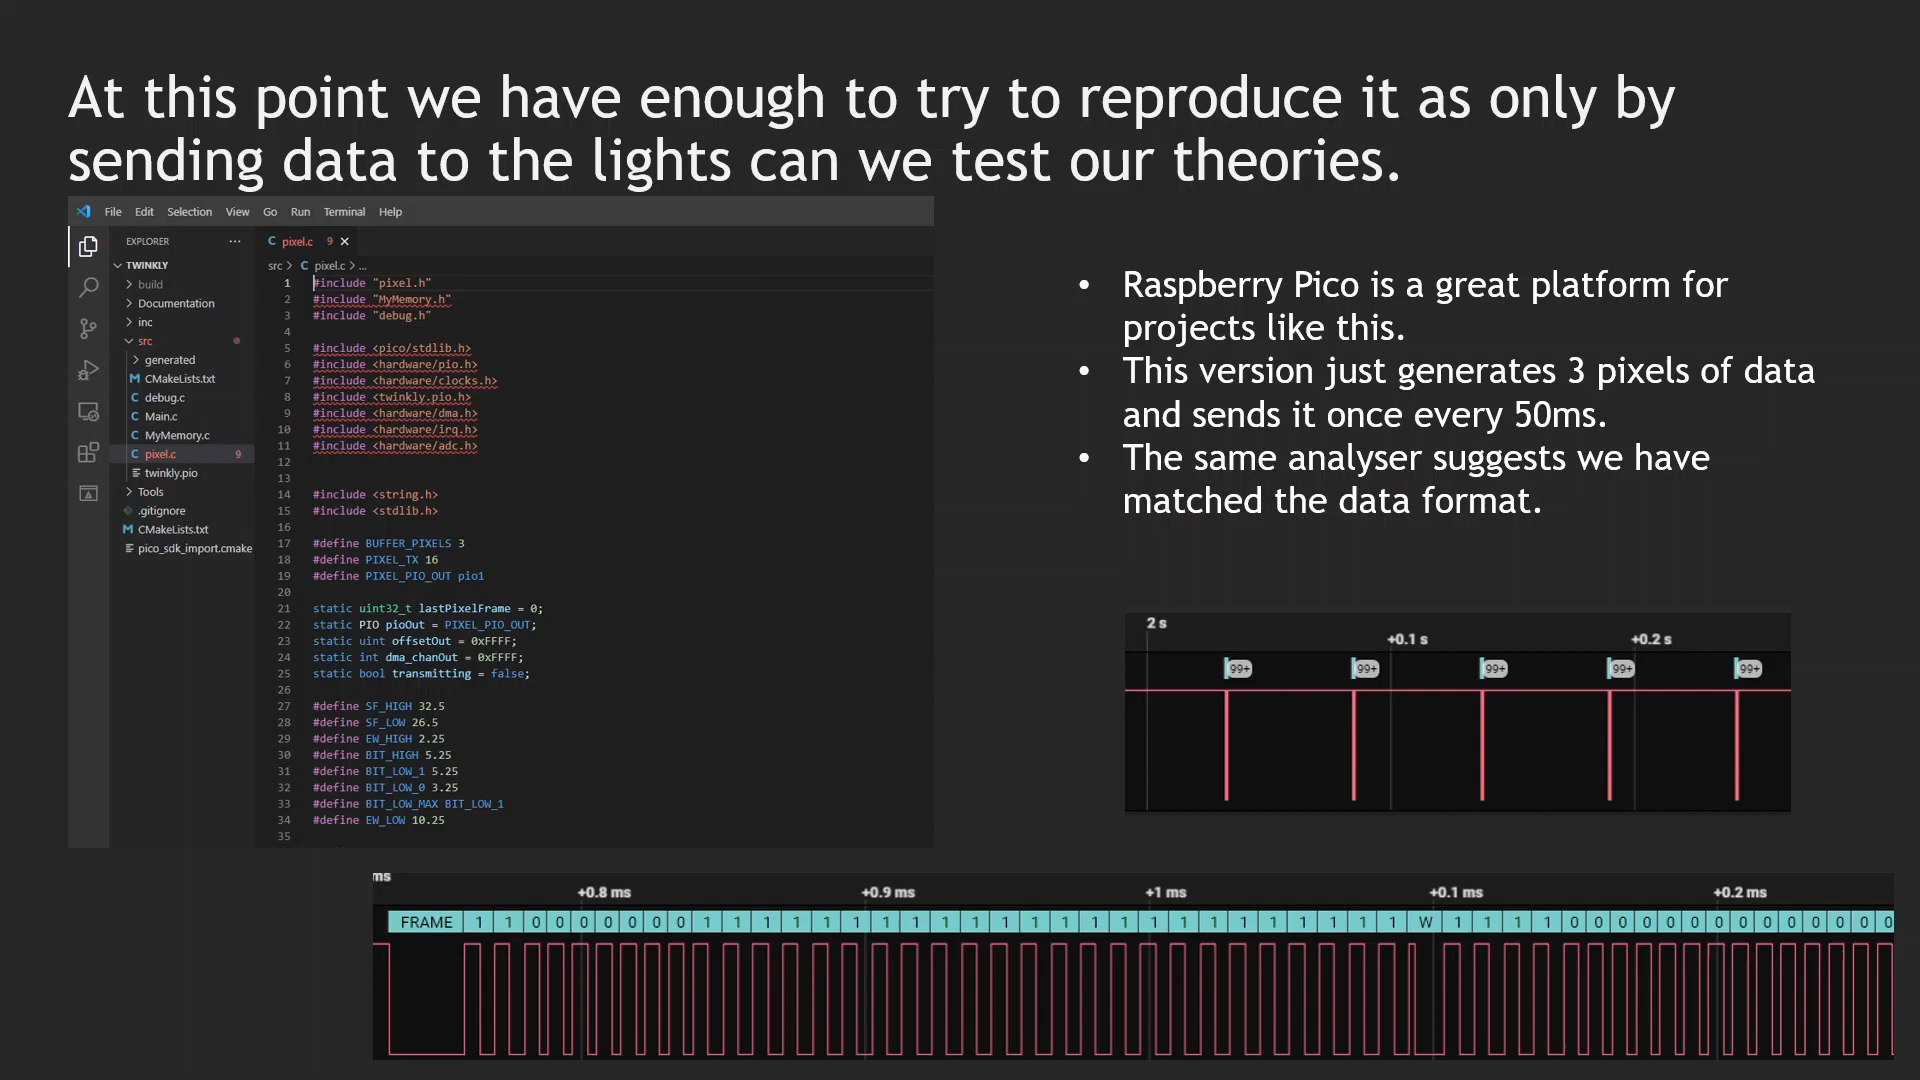 At this point we have enough to try to reproduce it as only by
sending data to the lights can we test our theories.
File Edit Selection View Go Run Terminal Help
EXPLORER ...
TWINKLY
build
Documentation
inc
src
generated
CMakeLists.txt
debug.c
Main.c
MyMemory.c
pixel.c 9
twinkly.pio
Tools
.gitignore
CMakeLists.txt
pico_sdk_import.cmake
C pixel.c 9
src > C pixel.c > ...
1 #include "pixel.h"
2 #include "MyMemory.h"
3 #include "debug.h"
4
5 #include <pico/stdlib.h>
6 #include <hardware/pio.h>
7 #include <hardware/clocks.h>
8 #include <twinkly.pio.h>
9 #include <hardware/dma.h>
10 #include <hardware/irq.h>
11 #include <hardware/adc.h>
12
13
14 #include <string.h>
15 #include <stdlib.h>
16
17 #define BUFFER_PIXELS 3
18 #define PIXEL_TX 16
19 #define PIXEL_PIO_OUT pio1
20
21 static uint32_t lastPixelFrame = 0;
22 static PIO pioOut = PIXEL_PIO_OUT;
23 static uint offsetOut = 0xFFFF;
24 static int dma_chanOut = 0xFFFF;
25 static bool transmitting = false;
26
27 #define SF_HIGH 32.5
28 #define SF_LOW 26.5
29 #define EW_HIGH 2.25
30 #define BIT_HIGH 5.25
31 #define BIT_LOW_1 5.25
32 #define BIT_LOW_0 3.25
33 #define BIT_LOW_MAX BIT_LOW_1
34 #define EW_LOW 10.25
35
• Raspberry Pico is a great platform for
projects like this.
• This version just generates 3 pixels of data
and sends it once every 50ms.
• The same analyser suggests we have
matched the data format.
2 s +0.1 s +0.2 s
99+ 99+ 99+ 99+ 99+
ms +0.8 ms +0.9 ms +1 ms +0.1 ms +0.2 ms
FRAME 1 1 0 0 0 0 0 0 0 1 1 1 1 1 1 1 1 1 1 1 1 1 1 1 1 1 1 1 1 1 1 1 1 W 1 1 1 1 0 0 0 0 0 0 0 0 0 0 0 0 0 0